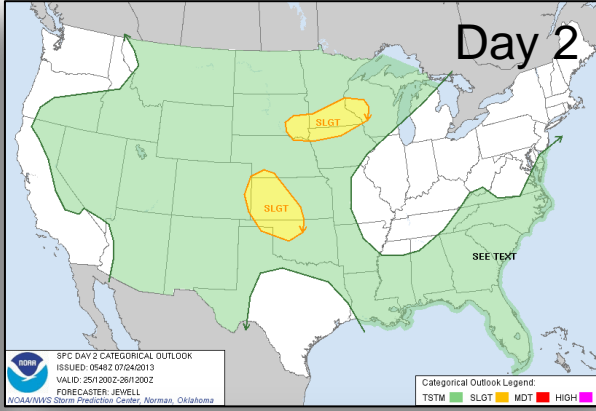 Day 2
SLGT
SLGT
SEE TEXT
NOAA
SPC DAY 2 CATEGORICAL OUTLOOK
ISSUED: 0548Z 07/24/2013
VALID: 25/1200Z-26/1200Z
FORECASTER: JEWELL
NOAA/NWS Storm Prediction Center, Norman, Oklahoma
Categorical Outlook Legend:
TSTM SLGT MDT HIGH